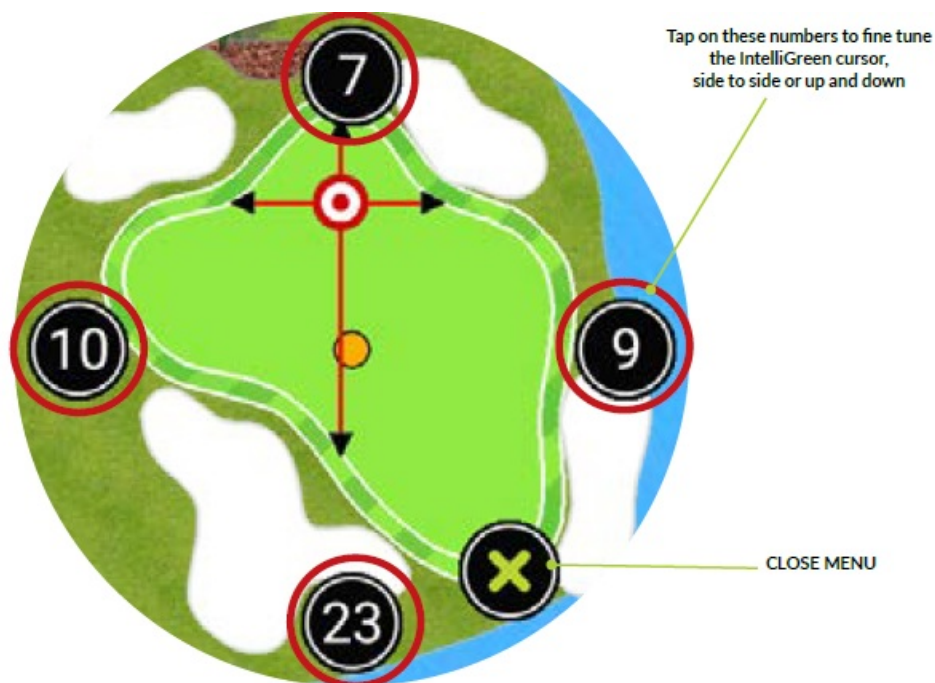 7
Tap on these numbers to fine tune
the IntelliGreen cursor,
side to side or up and down
10
9
CLOSE MENU
23